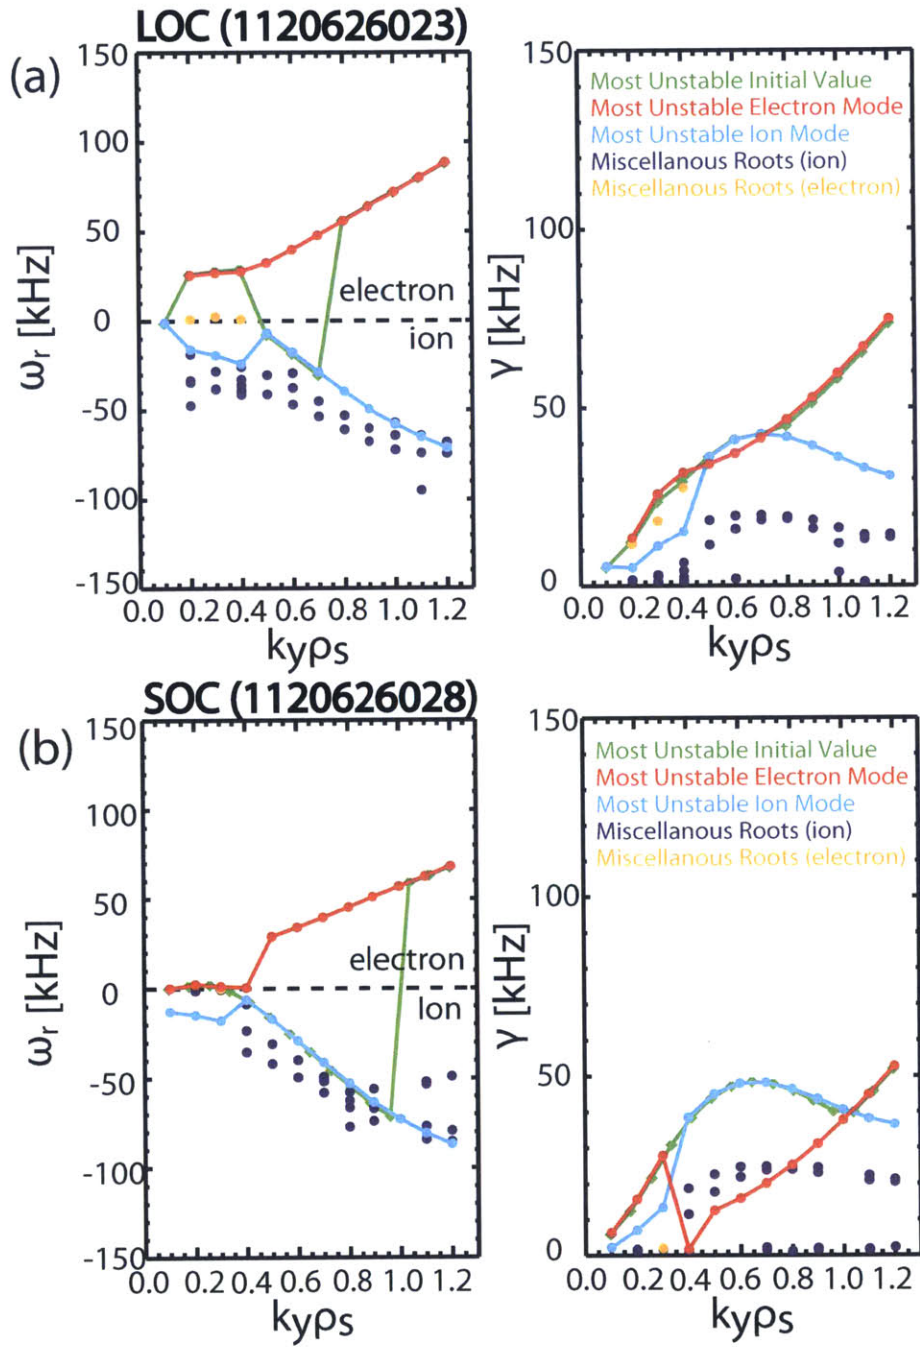 LOC (1120626023)
(a)
150
100
50
0
-50
-100
-150
ωr [kHz]
electron
ion
0.0 0.2 0.4 0.6 0.8 1.0 1.2
kyρs
150
100
50
0
γ [kHz]
Most Unstable Initial Value
Most Unstable Electron Mode
Most Unstable Ion Mode
Miscellanous Roots (ion)
Miscellanous Roots (electron)
0.0 0.2 0.4 0.6 0.8 1.0 1.2
kyρs
SOC (1120626028)
(b)
150
100
50
0
-50
-100
-150
ωr [kHz]
electron
Ion
0.0 0.2 0.4 0.6 0.8 1.0 1.2
kyρs
150
100
50
0
γ [kHz]
Most Unstable Initial Value
Most Unstable Electron Mode
Most Unstable Ion Mode
Miscellanous Roots (ion)
Miscellanous Roots (electron)
0.0 0.2 0.4 0.6 0.8 1.0 1.2
kyρs